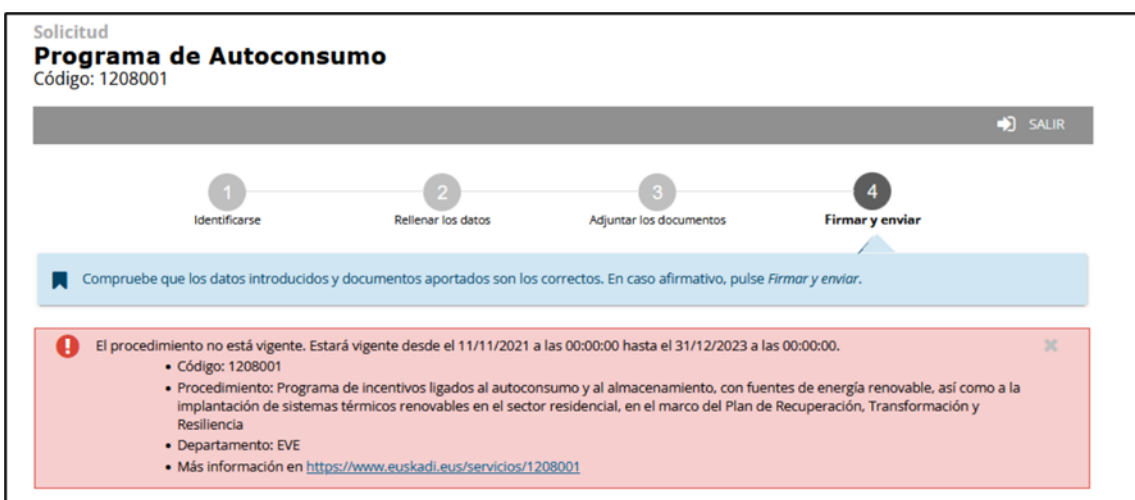 Solicitud
Programa de Autoconsumo
Código: 1208001
SALIR
1
2
3
4
Identificarse
Rellenar los datos
Adjuntar los documentos
Firmar y enviar
Compruebe que los datos introducidos y documentos aportados son los correctos. En caso afirmativo, pulse Firmar y enviar.
El procedimiento no está vigente. Estará vigente desde el 11/11/2021 a las 00:00:00 hasta el 31/12/2023 a las 00:00:00.
• Código: 1208001
• Procedimiento: Programa de incentivos ligados al autoconsumo y al almacenamiento, con fuentes de energía renovable, así como a la
implantación de sistemas térmicos renovables en el sector residencial, en el marco del Plan de Recuperación, Transformación y
Resiliencia
• Departamento: EVE
• Más información en https://www.euskadi.eus/servicios/1208001